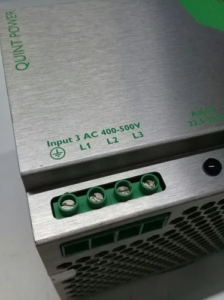 QUINT POWER
Input 3 AC 400-500V
L1 L2 L3